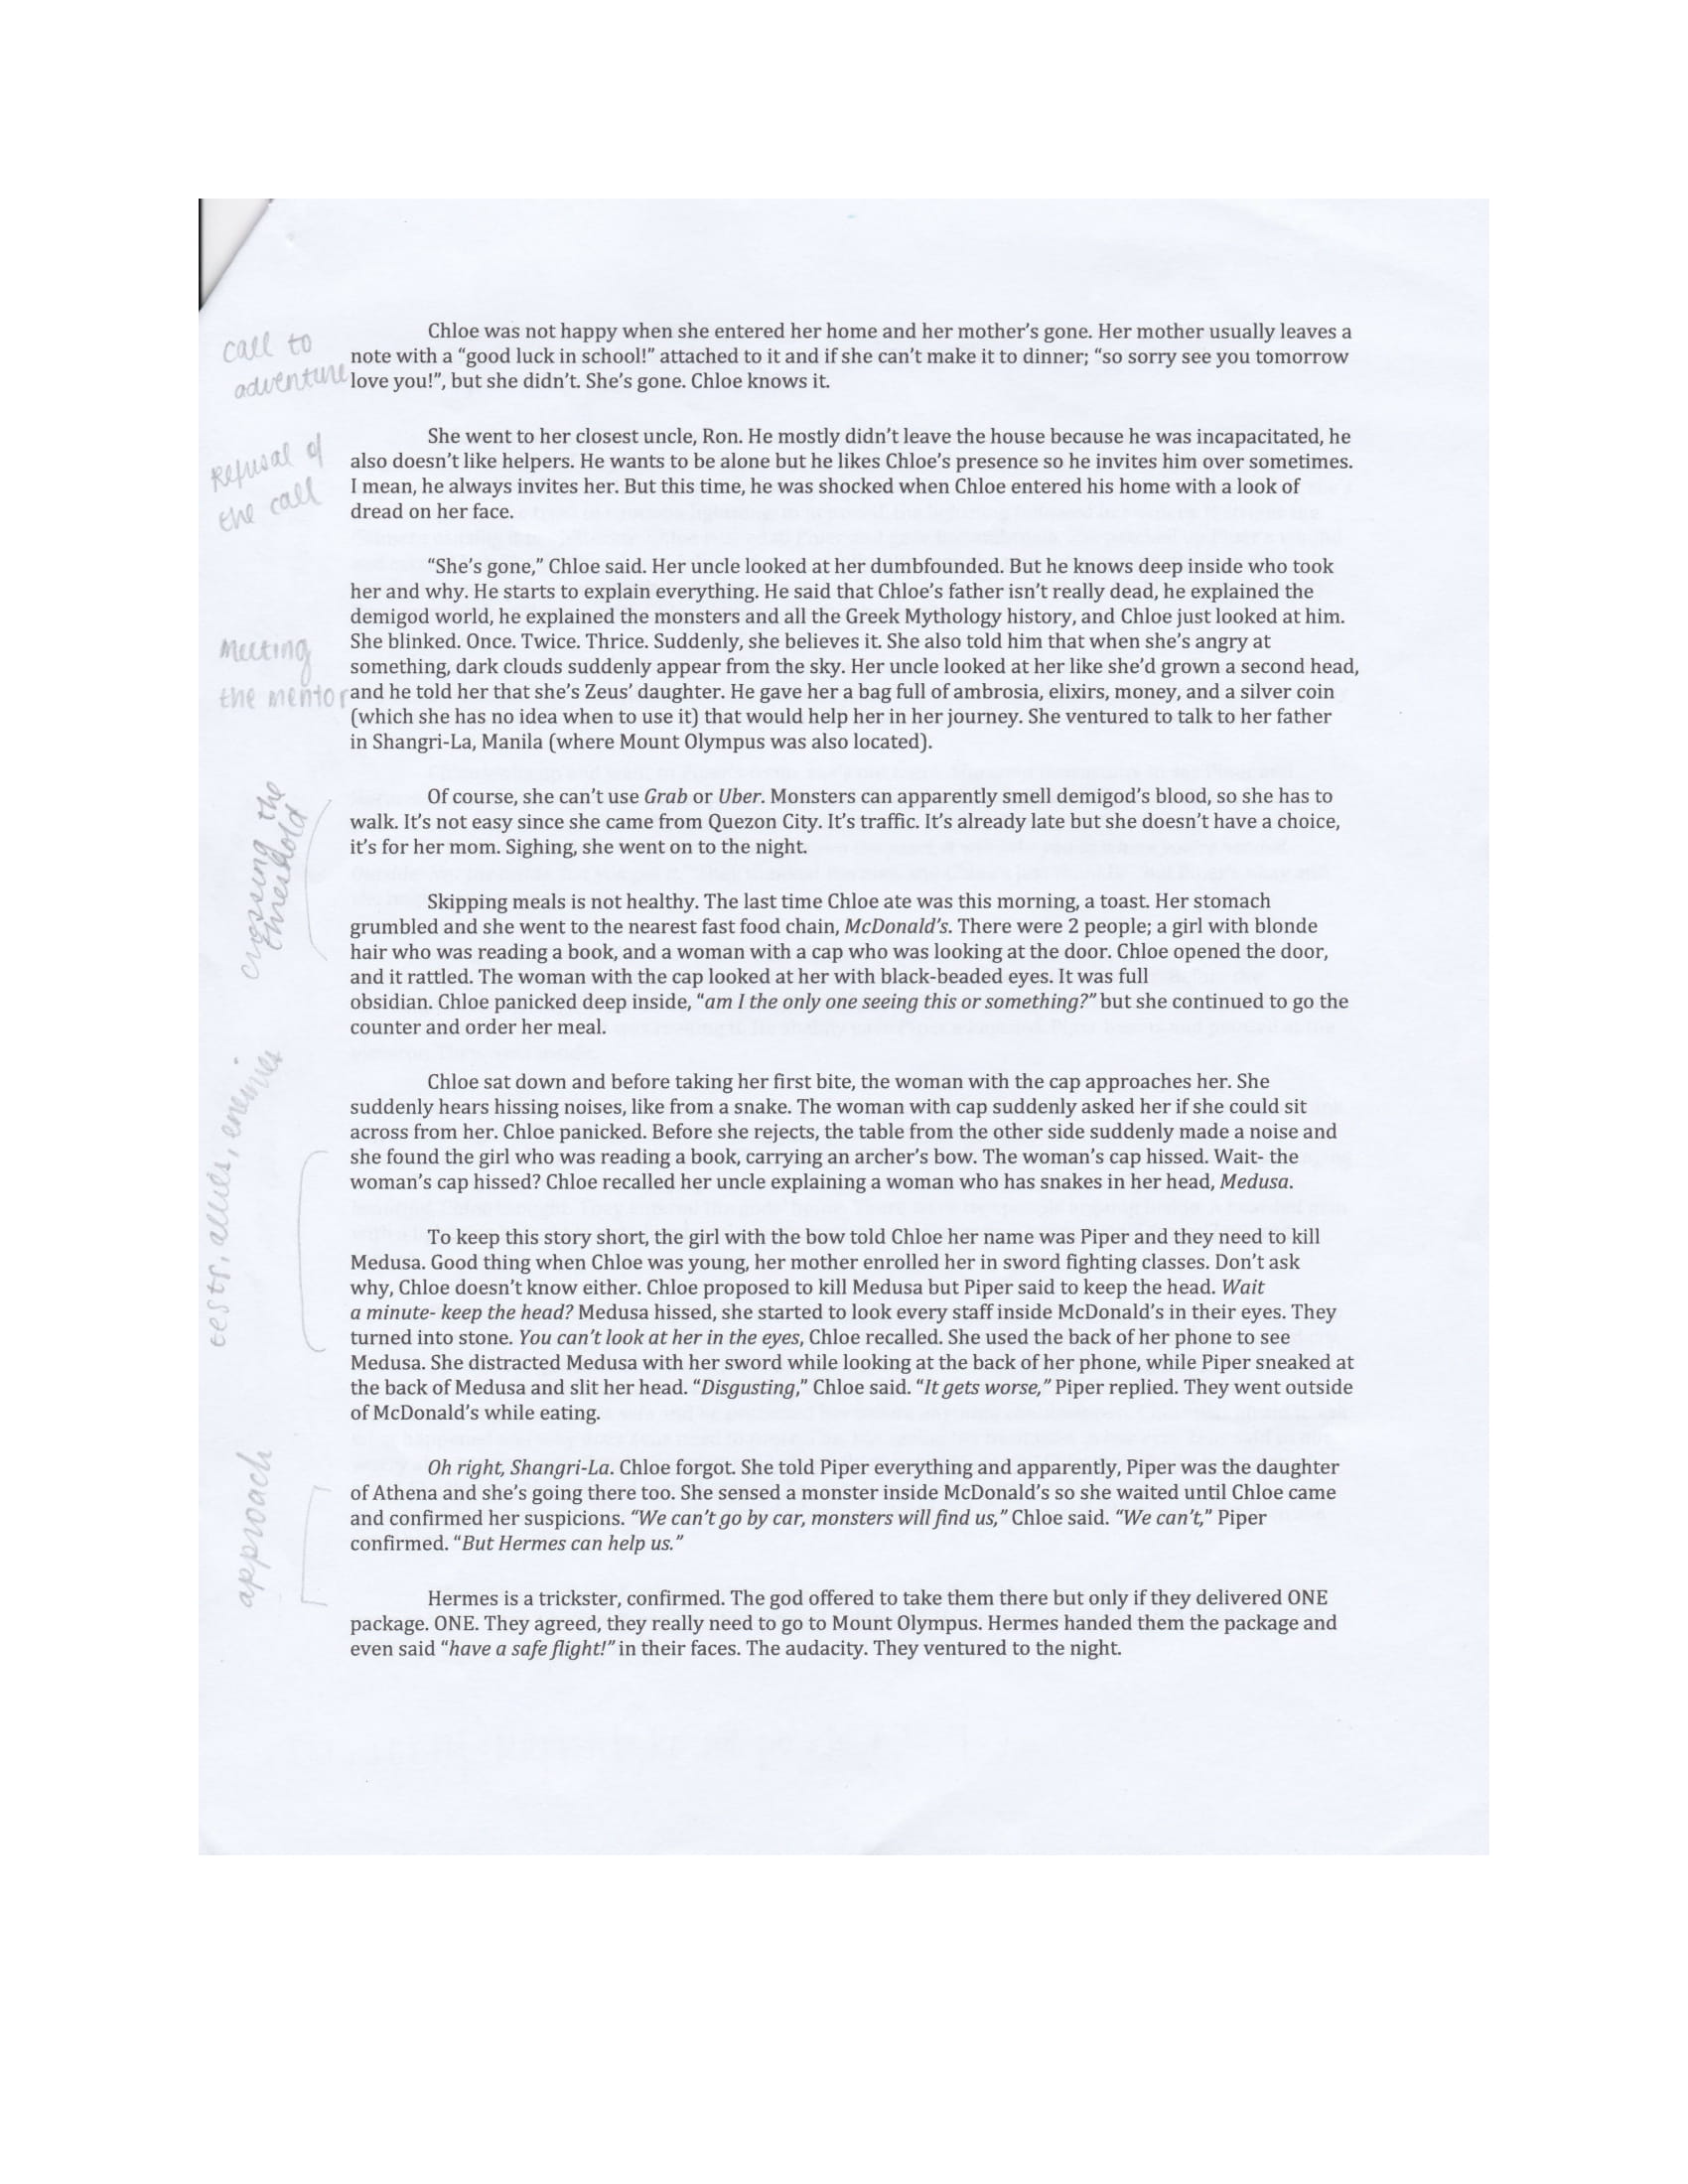 call to
adventure
Chloe was not happy when she entered her home and her mother’s gone. Her mother usually leaves a
note with a “good luck in school!” attached to it and if she can’t make it to dinner; “so sorry see you tomorrow
love you!”, but she didn’t. She’s gone. Chloe knows it.
Refusal of
the call
She went to her closest uncle, Ron. He mostly didn’t leave the house because he was incapacitated, he
also doesn’t like helpers. He wants to be alone but he likes Chloe’s presence so he invites him over sometimes.
I mean, he always invites her. But this time, he was shocked when Chloe entered his home with a look of
dread on her face.
Meeting
the mentor
“She’s gone,” Chloe said. Her uncle looked at her dumbfounded. But he knows deep inside who took
her and why. He starts to explain everything. He said that Chloe’s father isn’t really dead, he explained the
demigod world, he explained the monsters and all the Greek Mythology history, and Chloe just looked at him.
She blinked. Once. Twice. Thrice. Suddenly, she believes it. She also told him that when she’s angry at
something, dark clouds suddenly appear from the sky. Her uncle looked at her like she’d grown a second head,
and he told her that she’s Zeus’ daughter. He gave her a bag full of ambrosia, elixirs, money, and a silver coin
(which she has no idea when to use it) that would help her in her journey. She ventured to talk to her father
in Shangri-La, Manila (where Mount Olympus was also located).
crossing the
threshold
Of course, she can’t use Grab or Uber. Monsters can apparently smell demigod’s blood, so she has to
walk. It’s not easy since she came from Quezon City. It’s traffic. It’s already late but she doesn’t have a choice,
it’s for her mom. Sighing, she went on to the night.
Skipping meals is not healthy. The last time Chloe ate was this morning, a toast. Her stomach
grumbled and she went to the nearest fast food chain, McDonald’s. There were 2 people; a girl with blonde
hair who was reading a book, and a woman with a cap who was looking at the door. Chloe opened the door,
and it rattled. The woman with the cap looked at her with black-beaded eyes. It was full
obsidian. Chloe panicked deep inside, “am I the only one seeing this or something?” but she continued to go the
counter and order her meal.
tests, allies, enemies
Chloe sat down and before taking her first bite, the woman with the cap approaches her. She
suddenly hears hissing noises, like from a snake. The woman with cap suddenly asked her if she could sit
across from her. Chloe panicked. Before she rejects, the table from the other side suddenly made a noise and
she found the girl who was reading a book, carrying an archer’s bow. The woman’s cap hissed. Wait- the
woman’s cap hissed? Chloe recalled her uncle explaining a woman who has snakes in her head, Medusa.
To keep this story short, the girl with the bow told Chloe her name was Piper and they need to kill
Medusa. Good thing when Chloe was young, her mother enrolled her in sword fighting classes. Don’t ask
why, Chloe doesn’t know either. Chloe proposed to kill Medusa but Piper said to keep the head. Wait
a minute- keep the head? Medusa hissed, she started to look every staff inside McDonald’s in their eyes. They
turned into stone. You can’t look at her in the eyes, Chloe recalled. She used the back of her phone to see
Medusa. She distracted Medusa with her sword while looking at the back of her phone, while Piper sneaked at
the back of Medusa and slit her head. “Disgusting,” Chloe said. “It gets worse,” Piper replied. They went outside
of McDonald’s while eating.
approach
Oh right, Shangri-La. Chloe forgot. She told Piper everything and apparently, Piper was the daughter
of Athena and she’s going there too. She sensed a monster inside McDonald’s so she waited until Chloe came
and confirmed her suspicions. “We can’t go by car, monsters will find us,” Chloe said. “We can’t,” Piper
confirmed. “But Hermes can help us.”
Hermes is a trickster, confirmed. The god offered to take them there but only if they delivered ONE
package. ONE. They agreed, they really need to go to Mount Olympus. Hermes handed them the package and
even said “have a safe flight!” in their faces. The audacity. They ventured to the night.